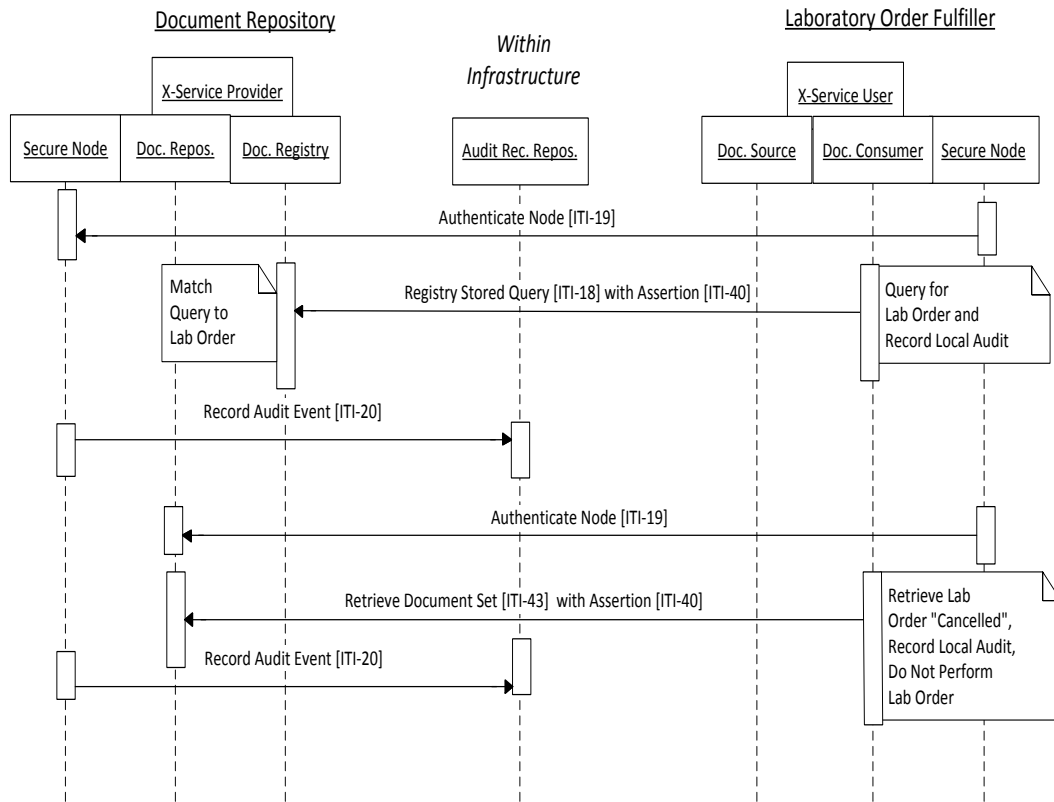 Document Repository
Within
Infrastructure
Laboratory Order Fulfiller
X-Service Provider
X-Service User
Secure Node
Doc. Repos.
Doc. Registry
Audit Rec. Repos.
Doc. Source
Doc. Consumer
Secure Node
Authenticate Node [ITI-19]
Match
Query to
Lab Order
Registry Stored Query [ITI-18] with Assertion [ITI-40]
Query for
Lab Order and
Record Local Audit
Record Audit Event [ITI-20]
Authenticate Node [ITI-19]
Retrieve Document Set [ITI-43] with Assertion [ITI-40]
Retrieve Lab
Order "Cancelled",
Record Local Audit,
Do Not Perform
Lab Order
Record Audit Event [ITI-20]